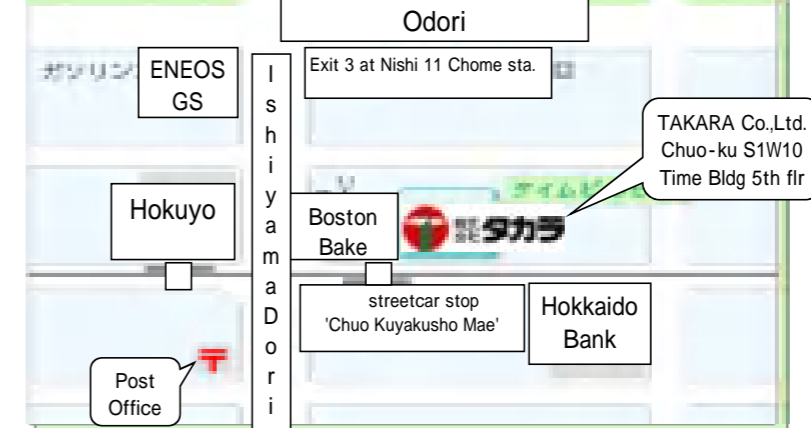 Odori
Exit 3 at Nishi 11 Chome sta.
ENEOS
GS
IshiyamaDori
TAKARA Co.,Ltd.
Chuo-ku S1W10
Time Bldg 5th flr
Hokuyo
Boston
Bake
タカラ
streetcar stop
'Chuo Kuyakusho Mae'
Hokkaido
Bank
Post
Office